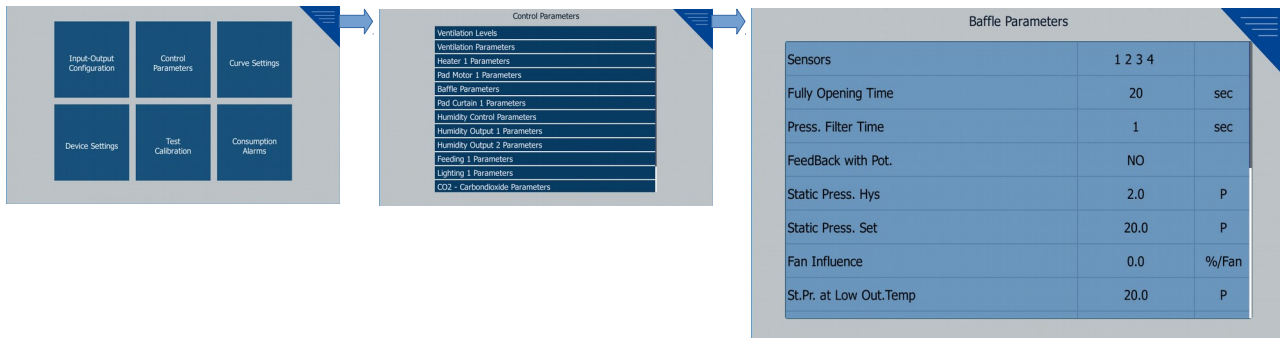 Input-Output
Configuration
Control
Parameters
Curve Settings
Device Settings
Test
Calibration
Consumption
Alarms
Control Parameters
Ventilation Levels
Ventilation Parameters
Heater 1 Parameters
Pad Motor 1 Parameters
Baffle Parameters
Pad Curtain 1 Parameters
Humidity Control Parameters
Humidity Output 1 Parameters
Humidity Output 2 Parameters
Feeding 1 Parameters
Lighting 1 Parameters
CO2 - Carbondioxide Parameters
Baffle Parameters
Sensors 1 2 3 4
Fully Opening Time 20 sec
Press. Filter Time 1 sec
FeedBack with Pot. NO
Static Press. Hys 2.0 P
Static Press. Set 20.0 P
Fan Influence 0.0 %/Fan
St.Pr. at Low Out.Temp 20.0 P